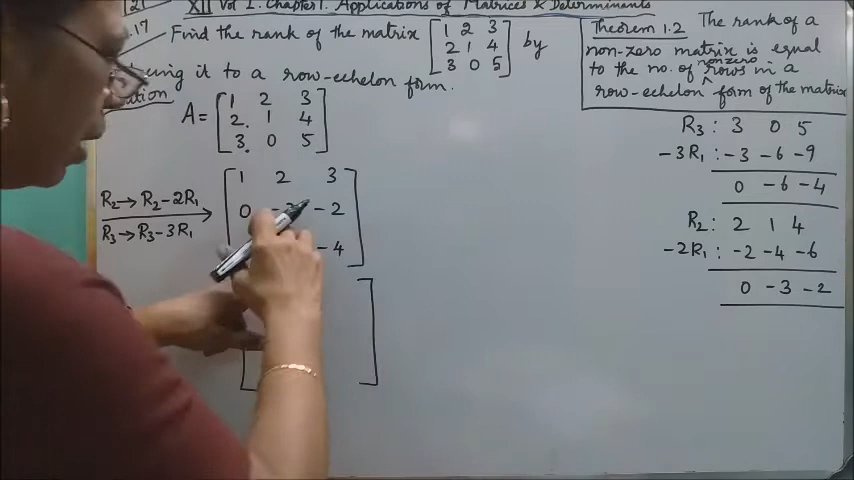 XII Vol I. Chapter 1. Applications of Matrices & Determinants
.17 Find the rank of the matrix [1 2 3 by
2 1 4
3 0 5]
it to a row-echelon form.
A = [1 2 3
2 1 4
3 0 5]
R2→R2-2R1
R3→R3-3R1
[1 2 3
0 -2
-4]
Theorem 1.2 The rank of a
non-zero matrix is equal
to the no. of nonzero rows in a
row-echelon form of the matrix
R3: 3 0 5
-3R1: -3 -6 -9
0 -6 -4
R2: 2 1 4
-2R1: -2 -4 -6
0 -3 -2